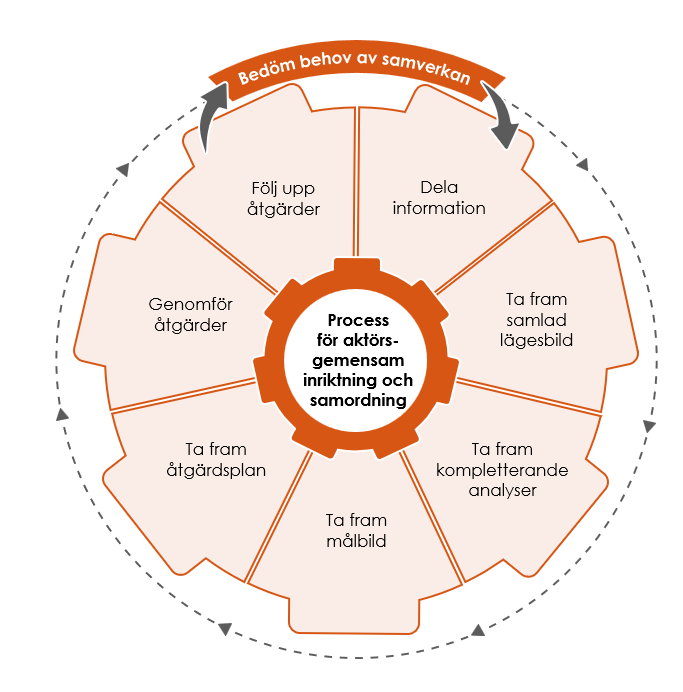 Bedöm behov av samverkan
Dela
information
Ta fram
samlad
lägesbild
Ta fram
kompletterande
analyser
Ta fram
målbild
Ta fram
åtgärdsplan
Genomför
åtgärder
Följ upp
åtgärder
Process
för aktörs-
gemensam
inriktning och
samordning